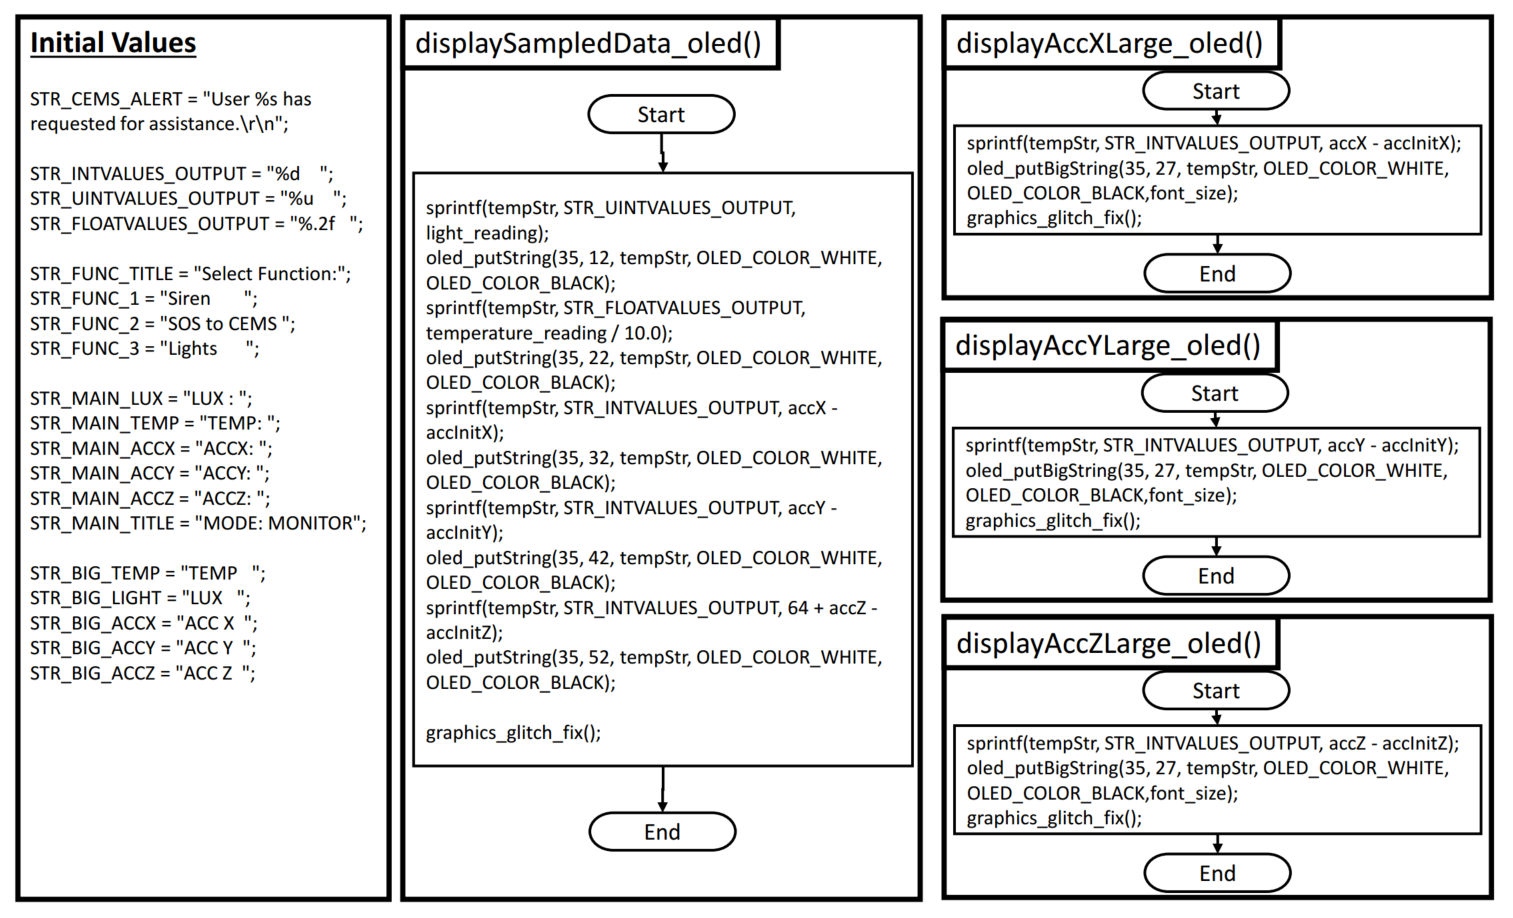 Initial Values
STR_CEMS_ALERT = "User %s has
requested for assistance.\r\n";
STR_INTVALUES_OUTPUT = "%d    ";
STR_UINTVALUES_OUTPUT = "%u    ";
STR_FLOATVALUES_OUTPUT = "%.2f   ";
STR_FUNC_TITLE = "Select Function:";
STR_FUNC_1 = "Siren       ";
STR_FUNC_2 = "SOS to CEMS ";
STR_FUNC_3 = "Lights      ";
STR_MAIN_LUX = "LUX : ";
STR_MAIN_TEMP = "TEMP: ";
STR_MAIN_ACCX = "ACCX: ";
STR_MAIN_ACCY = "ACCY: ";
STR_MAIN_ACCZ = "ACCZ: ";
STR_MAIN_TITLE = "MODE: MONITOR";
STR_BIG_TEMP = "TEMP   ";
STR_BIG_LIGHT = "LUX   ";
STR_BIG_ACCX = "ACC X  ";
STR_BIG_ACCY = "ACC Y  ";
STR_BIG_ACCZ = "ACC Z  ";
displaySampledData_oled()
Start
sprintf(tempStr, STR_UINTVALUES_OUTPUT,
light_reading);
oled_putString(35, 12, tempStr, OLED_COLOR_WHITE,
OLED_COLOR_BLACK);
sprintf(tempStr, STR_FLOATVALUES_OUTPUT,
temperature_reading / 10.0);
oled_putString(35, 22, tempStr, OLED_COLOR_WHITE,
OLED_COLOR_BLACK);
sprintf(tempStr, STR_INTVALUES_OUTPUT, accX -
accInitX);
oled_putString(35, 32, tempStr, OLED_COLOR_WHITE,
OLED_COLOR_BLACK);
sprintf(tempStr, STR_INTVALUES_OUTPUT, accY -
accInitY);
oled_putString(35, 42, tempStr, OLED_COLOR_WHITE,
OLED_COLOR_BLACK);
sprintf(tempStr, STR_INTVALUES_OUTPUT, 64 + accZ -
accInitZ);
oled_putString(35, 52, tempStr, OLED_COLOR_WHITE,
OLED_COLOR_BLACK);
graphics_glitch_fix();
End
displayAccXLarge_oled()
Start
sprintf(tempStr, STR_INTVALUES_OUTPUT, accX - accInitX);
oled_putBigString(35, 27, tempStr, OLED_COLOR_WHITE,
OLED_COLOR_BLACK,font_size);
graphics_glitch_fix();
End
displayAccYLarge_oled()
Start
sprintf(tempStr, STR_INTVALUES_OUTPUT, accY - accInitY);
oled_putBigString(35, 27, tempStr, OLED_COLOR_WHITE,
OLED_COLOR_BLACK,font_size);
graphics_glitch_fix();
End
displayAccZLarge_oled()
Start
sprintf(tempStr, STR_INTVALUES_OUTPUT, accZ - accInitZ);
oled_putBigString(35, 27, tempStr, OLED_COLOR_WHITE,
OLED_COLOR_BLACK,font_size);
graphics_glitch_fix();
End